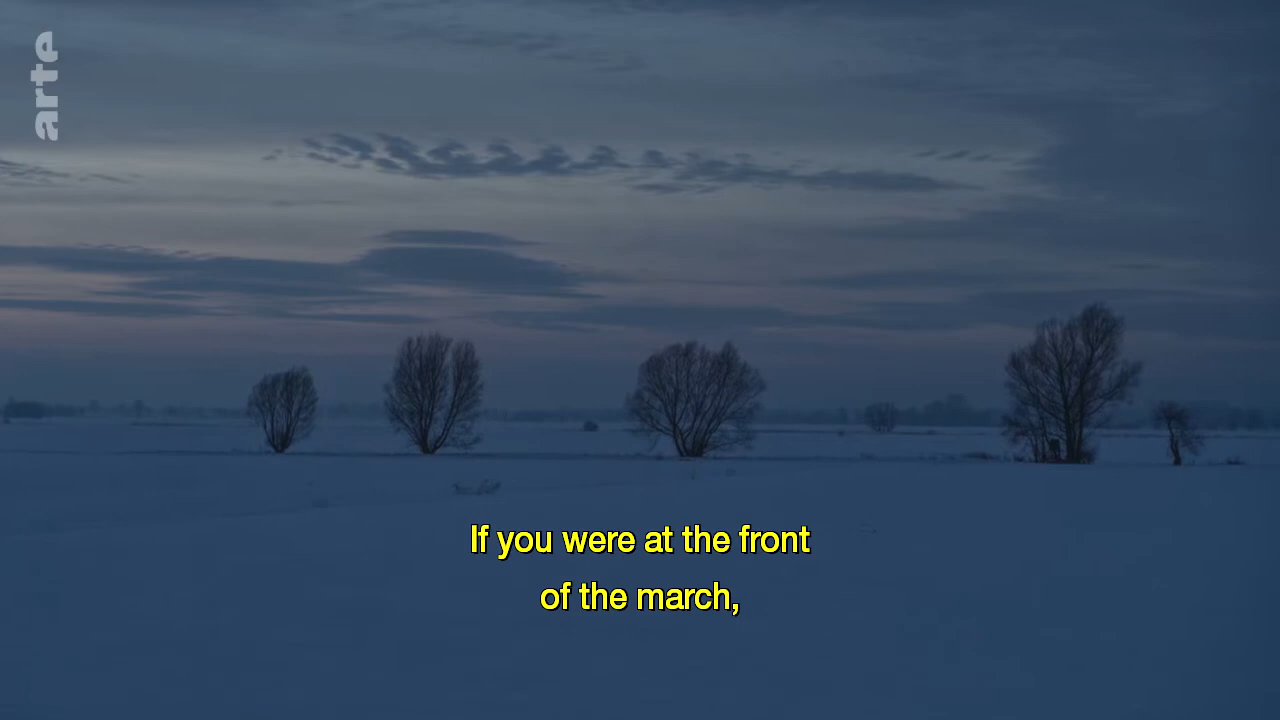 arte
If you were at the front
of the march,